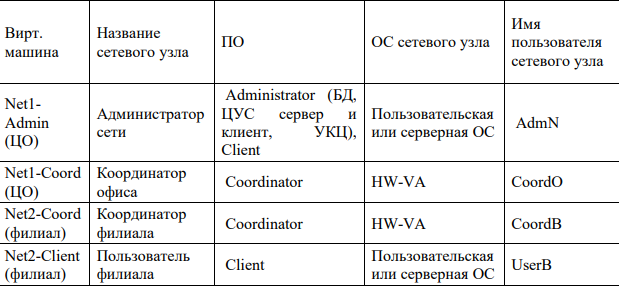 Вирт. машина
Название сетевого узла
ПО
ОС сетевого узла
Имя пользователя сетевого узла
Net1-Admin (ЦО)
Администратор сети
Administrator (БД, ЦУС сервер и клиент, УКЦ), Client
Пользовательская или серверная ОС
AdmN
Net1-Coord (ЦО)
Координатор офиса
Coordinator
HW-VA
CoordO
Net2-Coord (филиал)
Координатор филиала
Coordinator
HW-VA
CoordB
Net2-Client (филиал)
Пользователь филиала
Client
Пользовательская или серверная ОС
UserB